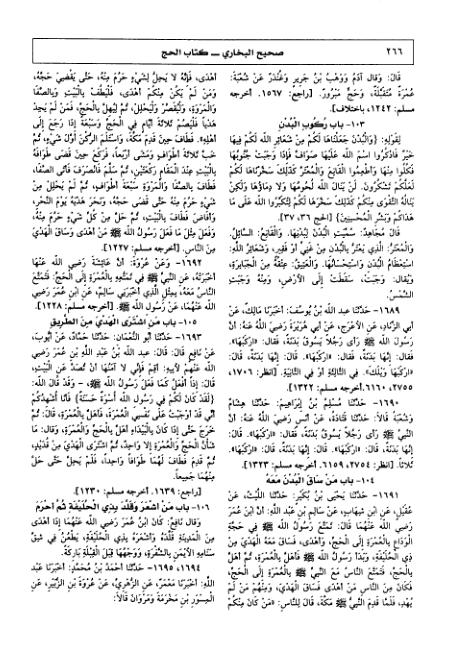 ٢٦٦
صحيح البخاري ــ كتاب الحج
قَالَ: وَقَالَ آدَمُ وَوَهْبُ بْنُ جَرِيرٍ وَغُنْدَرٌ عَنْ شُعْبَةَ:
عُمْرَةٌ مُتَقَبَّلَةٌ، وَحَجٌّ مَبْرُورٌ. [راجع: ١٥٦٧. أخرجه
مسلم: ١٢٤٢، باختلاف].
١٠٣- باب رُكُوبِ الْبُدْنِ
لِقَوْلِهِ: {وَالْبُدْنَ جَعَلْنَاهَا لَكُمْ مِنْ شَعَائِرِ اللَّهِ لَكُمْ فِيهَا
خَيْرٌ فَاذْكُرُوا اسْمَ اللَّهِ عَلَيْهَا صَوَافَّ فَإِذَا وَجَبَتْ جُنُوبُهَا
فَكُلُوا مِنْهَا وَأَطْعِمُوا الْقَانِعَ وَالْمُعْتَرَّ كَذَلِكَ سَخَّرْنَاهَا لَكُمْ
لَعَلَّكُمْ تَشْكُرُونَ. لَنْ يَنَالَ اللَّهَ لُحُومُهَا وَلا دِمَاؤُهَا وَلَكِنْ
يَنَالُهُ التَّقْوَى مِنْكُمْ كَذَلِكَ سَخَّرَهَا لَكُمْ لِتُكَبِّرُوا اللَّهَ عَلَى مَا
هَدَاكُمْ وَبَشِّرِ الْمُحْسِنِينَ} [الحج ٣٦، ٣٧].
قَالَ مُجَاهِدٌ: سُمِّيَتِ الْبُدْنَ لِبُدْنِهَا. وَالْقَانِعُ: السَّائِلُ.
وَالْمُعْتَرُّ: الَّذِي يَعْتَرُّ بِالْبُدْنِ مِنْ غَنِيٍّ أَوْ فَقِيرٍ، وَشَعَائِرُ اللَّهِ:
اسْتِعْظَامُ الْبُدْنِ وَاسْتِحْسَانُهَا. وَالْعَتِيقُ: عِتْقُهُ مِنَ الْجَبَابِرَةِ،
وَيُقَالُ: وَجَبَتْ، سَقَطَتْ إِلَى الأَرْضِ، وَمِنْهُ وَجَبَتِ
الشَّمْسُ.
١٦٨٩- حَدَّثَنَا عَبْدُ اللَّهِ بْنُ يُوسُفَ: أَخْبَرَنَا مَالِكٌ، عَنْ
أَبِي الزِّنَادِ، عَنِ الأَعْرَجِ، عَنْ أَبِي هُرَيْرَةَ رَضِيَ اللَّهُ عَنْهُ: أَنَّ
رَسُولَ اللَّهِ ﷺ رَأَى رَجُلًا يَسُوقُ بَدَنَةً، فَقَالَ: «ارْكَبْهَا».
فَقَالَ: إِنَّهَا بَدَنَةٌ، فَقَالَ: «ارْكَبْهَا». قَالَ: إِنَّهَا بَدَنَةٌ، قَالَ:
«ارْكَبْهَا وَيْلَكَ». فِي الثَّالِثَةِ أَوْ فِي الثَّانِيَةِ. [انظر: ١٧٠٦،
٢٧٥٥، ٦١٦٠. أخرجه مسلم: ١٣٢٢].
١٦٩٠- حَدَّثَنَا مُسْلِمُ بْنُ إِبْرَاهِيمَ: حَدَّثَنَا هِشَامٌ
وَشُعْبَةُ قَالا: حَدَّثَنَا قَتَادَةُ، عَنْ أَنَسٍ رَضِيَ اللَّهُ عَنْهُ: أَنَّ
النَّبِيَّ ﷺ رَأَى رَجُلًا يَسُوقُ بَدَنَةً، فَقَالَ: «ارْكَبْهَا». قَالَ:
إِنَّهَا بَدَنَةٌ، قَالَ: «ارْكَبْهَا». قَالَ: إِنَّهَا بَدَنَةٌ، قَالَ: «ارْكَبْهَا».
ثَلاثًا. [انظر: ٢٧٥٤، ٦١٥٩. أخرجه مسلم: ١٣٢٣].
١٠٤- باب مَنْ سَاقَ الْبُدْنَ مَعَهُ
١٦٩١- حَدَّثَنَا يَحْيَى بْنُ بُكَيْرٍ: حَدَّثَنَا اللَّيْثُ، عَنْ
عُقَيْلٍ، عَنِ ابْنِ شِهَابٍ، عَنْ سَالِمِ بْنِ عَبْدِ اللَّهِ: أَنَّ ابْنَ عُمَرَ
رَضِيَ اللَّهُ عَنْهُمَا قَالَ: تَمَتَّعَ رَسُولُ اللَّهِ ﷺ فِي حَجَّةِ
الْوَدَاعِ بِالْعُمْرَةِ إِلَى الْحَجِّ، وَأَهْدَى، فَسَاقَ مَعَهُ الْهَدْيَ مِنْ
ذِي الْحُلَيْفَةِ، وَبَدَأَ رَسُولُ اللَّهِ ﷺ فَأَهَلَّ بِالْعُمْرَةِ، ثُمَّ أَهَلَّ
بِالْحَجِّ، فَتَمَتَّعَ النَّاسُ مَعَ النَّبِيِّ ﷺ بِالْعُمْرَةِ إِلَى الْحَجِّ،
فَكَانَ مِنَ النَّاسِ مَنْ أَهْدَى فَسَاقَ الْهَدْيَ، وَمِنْهُمْ مَنْ لَمْ
يُهْدِ، فَلَمَّا قَدِمَ النَّبِيُّ ﷺ مَكَّةَ، قَالَ لِلنَّاسِ: «مَنْ كَانَ مِنْكُمْ
أَهْدَى، فَإِنَّهُ لا يَحِلُّ لِشَيْءٍ حَرُمَ مِنْهُ، حَتَّى يَقْضِيَ حَجَّهُ،
وَمَنْ لَمْ يَكُنْ مِنْكُمْ أَهْدَى، فَلْيَطُفْ بِالْبَيْتِ وَبِالصَّفَا
وَالْمَرْوَةِ، وَلْيُقَصِّرْ وَلْيَحْلِلْ، ثُمَّ لِيُهِلَّ بِالْحَجِّ، فَمَنْ لَمْ يَجِدْ
هَدْيًا فَلْيَصُمْ ثَلاثَةَ أَيَّامٍ فِي الْحَجِّ وَسَبْعَةً إِذَا رَجَعَ إِلَى
أَهْلِهِ». فَطَافَ حِينَ قَدِمَ مَكَّةَ، وَاسْتَلَمَ الرُّكْنَ أَوَّلَ شَيْءٍ، ثُمَّ
خَبَّ ثَلاثَةَ أَطْوَافٍ وَمَشَى أَرْبَعًا، فَرَكَعَ حِينَ قَضَى طَوَافَهُ
بِالْبَيْتِ عِنْدَ الْمَقَامِ رَكْعَتَيْنِ، ثُمَّ سَلَّمَ فَانْصَرَفَ فَأَتَى الصَّفَا،
فَطَافَ بِالصَّفَا وَالْمَرْوَةِ سَبْعَةَ أَطْوَافٍ، ثُمَّ لَمْ يَحْلِلْ مِنْ
شَيْءٍ حَرُمَ مِنْهُ حَتَّى قَضَى حَجَّهُ، وَنَحَرَ هَدْيَهُ يَوْمَ النَّحْرِ،
وَأَفَاضَ فَطَافَ بِالْبَيْتِ، ثُمَّ حَلَّ مِنْ كُلِّ شَيْءٍ حَرُمَ مِنْهُ،
وَفَعَلَ مِثْلَ مَا فَعَلَ رَسُولُ اللَّهِ ﷺ مَنْ أَهْدَى وَسَاقَ الْهَدْيَ
مِنَ النَّاسِ. [أخرجه مسلم: ١٢٢٧].
١٦٩٢- وَعَنْ عُرْوَةَ: أَنَّ عَائِشَةَ رَضِيَ اللَّهُ عَنْهَا
أَخْبَرَتْهُ، عَنِ النَّبِيِّ ﷺ فِي تَمَتُّعِهِ بِالْعُمْرَةِ إِلَى الْحَجِّ: فَتَمَتَّعَ
النَّاسُ مَعَهُ، بِمِثْلِ الَّذِي أَخْبَرَنِي سَالِمٌ، عَنِ ابْنِ عُمَرَ رَضِيَ
اللَّهُ عَنْهُمَا، عَنْ رَسُولِ اللَّهِ ﷺ. [أخرجه مسلم: ١٢٢٨].
١٠٥- باب مَنِ اشْتَرَى الْهَدْيَ مِنَ الطَّرِيقِ
١٦٩٣- حَدَّثَنَا أَبُو النُّعْمَانِ: حَدَّثَنَا حَمَّادٌ، عَنْ أَيُّوبَ،
عَنْ نَافِعٍ قَالَ: قَالَ: عبد الله بْنُ عَبْدِ اللَّهِ بْنِ عُمَرَ رَضِيَ
اللَّهُ عَنْهُمْ لأَبِيهِ: أَقِمْ، فَإِنِّي لا آمَنُهَا أَنْ تُصَدَّ عَنِ الْبَيْتِ،
قَالَ: إِذًا أَفْعَلَ كَمَا فَعَلَ رَسُولُ اللَّهِ ﷺ، - وَقَدْ قَالَ اللَّهُ:
{لَقَدْ كَانَ لَكُمْ فِي رَسُولِ اللَّهِ أُسْوَةٌ حَسَنَةٌ} فَأَنَا أُشْهِدُكُمْ
أَنِّي قَدْ أَوْجَبْتُ عَلَى نَفْسِي الْعُمْرَةَ، فَأَهَلَّ بِالْعُمْرَةِ، قَالَ: ثُمَّ
خَرَجَ حَتَّى إِذَا كَانَ بِالْبَيْدَاءِ أَهَلَّ بِالْحَجِّ وَالْعُمْرَةِ، وَقَالَ: مَا
شَأْنُ الْحَجِّ وَالْعُمْرَةِ إِلا وَاحِدٌ، ثُمَّ اشْتَرَى الْهَدْيَ مِنْ قُدَيْدٍ،
ثُمَّ قَدِمَ فَطَافَ لَهُمَا طَوَافًا وَاحِدًا، فَلَمْ يَحِلَّ حَتَّى حَلَّ
مِنْهُمَا جَمِيعًا.
[راجع: ١٦٣٩. أخرجه مسلم: ١٢٣٠].
١٠٦- باب مَنْ أَشْعَرَ وَقَلَّدَ بِذِي الْحُلَيْفَةِ ثُمَّ أَحْرَمَ
وَقَالَ نَافِعٌ: كَانَ ابْنُ عُمَرَ رَضِيَ اللَّهُ عَنْهُمَا إِذَا أَهْدَى
مِنَ الْمَدِينَةِ قَلَّدَهُ وَأَشْعَرَهُ بِذِي الْحُلَيْفَةِ، يَطْعُنُ فِي شِقِّ
سَنَامِهِ الأَيْمَنِ بِالشَّفْرَةِ، وَوَجْهُهَا قِبَلَ الْقِبْلَةِ بَارِكَةً.
١٦٩٤، ١٦٩٥- حَدَّثَنَا أَحْمَدُ بْنُ مُحَمَّدٍ: أَخْبَرَنَا عَبْدُ
اللَّهِ: أَخْبَرَنَا مَعْمَرٌ، عَنِ الزُّهْرِيِّ، عَنْ عُرْوَةَ بْنِ الزُّبَيْرِ، عَنِ
الْمِسْوَرِ بْنِ مَخْرَمَةَ وَمَرْوَانَ قَالا: